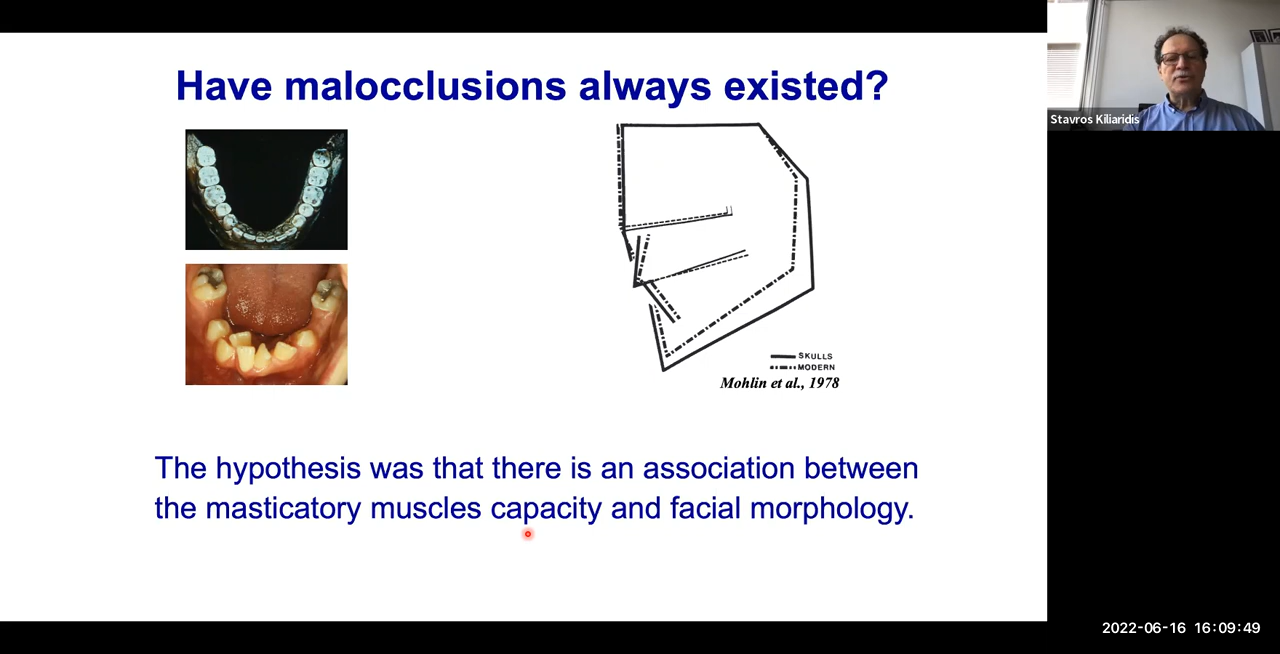 Have malocclusions always existed?
Stavros Kiliaridis
SKULLS
MODERN
Mohlin et al., 1978
The hypothesis was that there is an association between
the masticatory muscles capacity and facial morphology.
2022-06-16 16:09:49